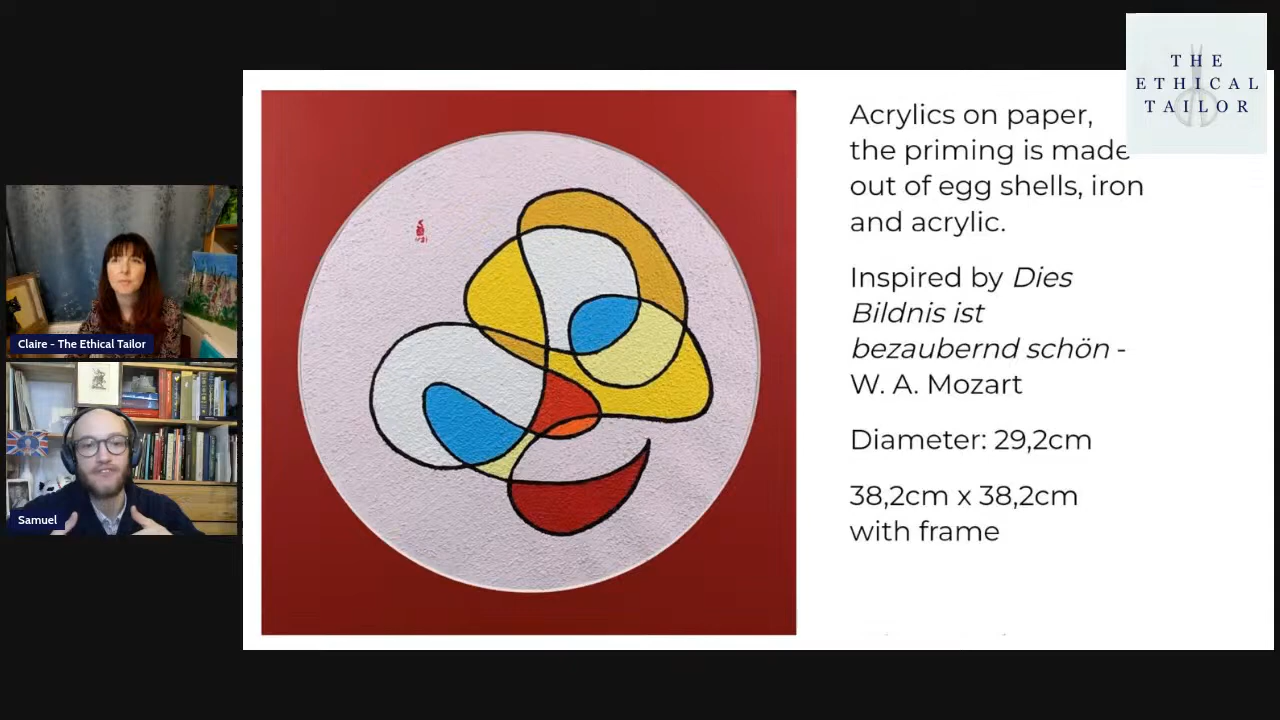 THE
ETHICAL
TAILOR
Acrylics on paper,
the priming is made
out of egg shells, iron
and acrylic.
Inspired by Dies
Bildnis ist
bezaubernd schön -
W. A. Mozart
Diameter: 29,2cm
38,2cm x 38,2cm
with frame
Claire - The Ethical Tailor
Samuel